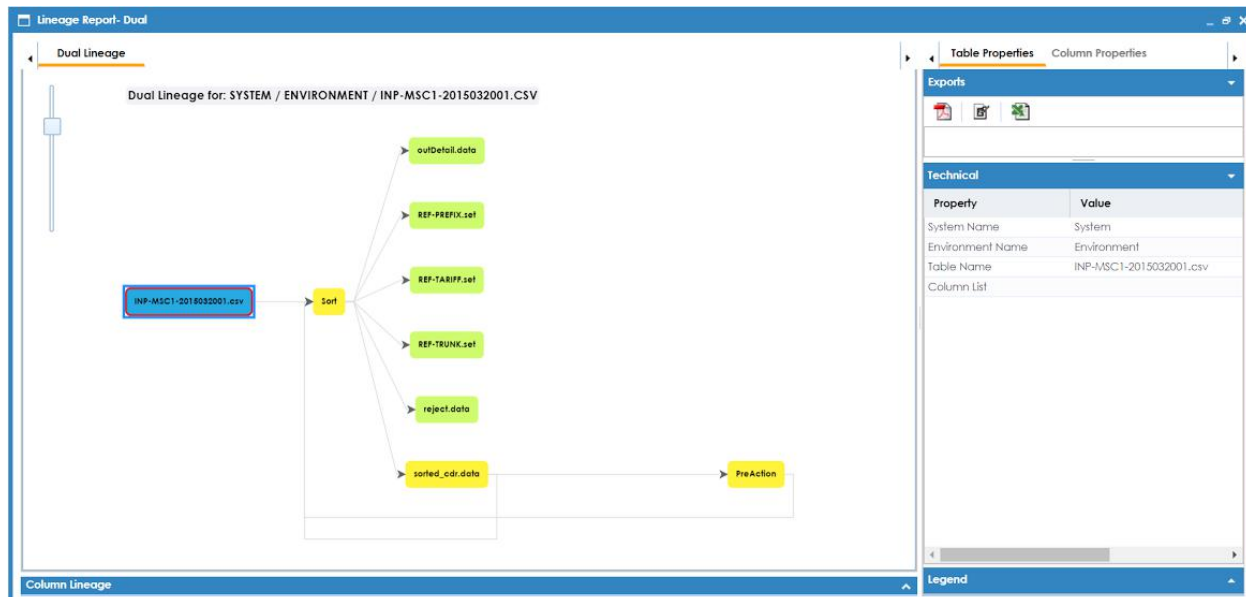 Lineage Report- Dual
Dual Lineage
Dual Lineage for: SYSTEM / ENVIRONMENT / INP-MSC1-2015032001.CSV
outDetail.data
REF-PREFIX.set
REF-TARIFF.set
INP-MSC1-2015032001.csv
Sort
REF-TRUNK.set
reject.data
sorted_cdr.data
PreAction
Column Lineage
Table Properties Column Properties
Exports
Technical
Property Value
System Name System
Environment Name Environment
Table Name INP-MSC1-2015032001.csv
Column List
Legend